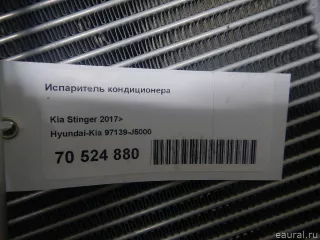 Испаритель кондиционера
Kia Stinger 2017>
Hyundai-Kia 97139-J5000
70 524 880
eaural.ru